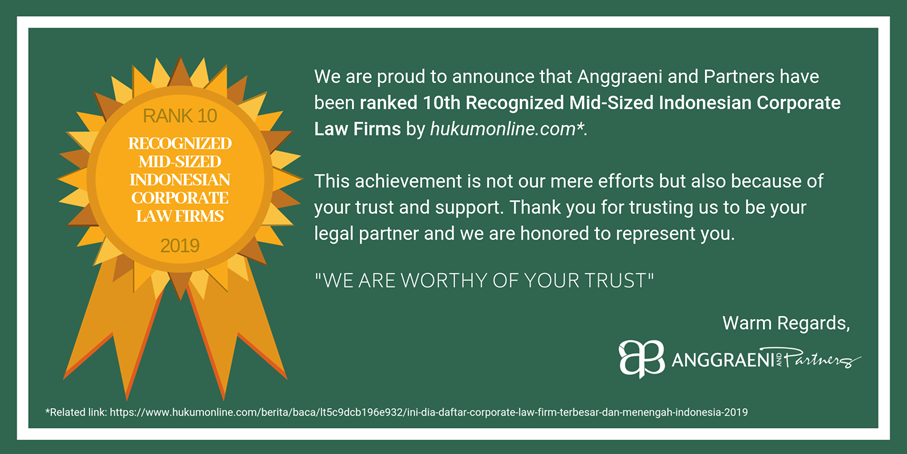 RANK 10
RECOGNIZED
MID-SIZED
INDONESIAN
CORPORATE
LAW FIRMS
2019
We are proud to announce that Anggraeni and Partners have
been ranked 10th Recognized Mid-Sized Indonesian Corporate
Law Firms by hukumonline.com*.
This achievement is not our mere efforts but also because of
your trust and support. Thank you for trusting us to be your
legal partner and we are honored to represent you.
"WE ARE WORTHY OF YOUR TRUST"
Warm Regards,
ANGGRAENI AND Partners
*Related link: https://www.hukumonline.com/berita/baca/lt5c9dcb196e932/ini-dia-daftar-corporate-law-firm-terbesar-dan-menengah-indonesia-2019